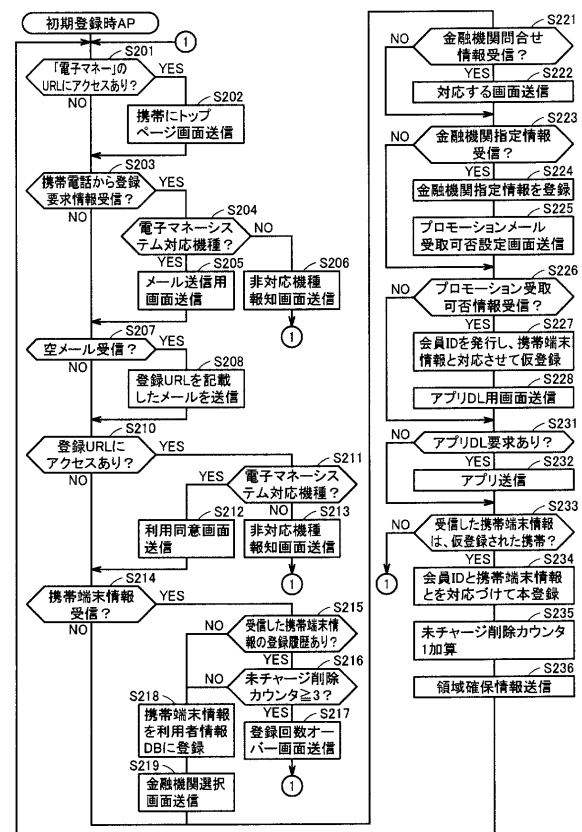 初期登録時AP
1
S201
「電子マネー」の
URLにアクセスあり?
YES
NO
S202
携帯にトップ
ページ画面送信
S203
携帯電話から登録
要求情報受信?
YES
NO
S204
電子マネーシス
テム対応機種?
NO
YES
S205
メール送信用
画面送信
S206
非対応機種
報知画面送信
1
S207
空メール受信?
YES
NO
S208
登録URLを記載
したメールを送信
S210
登録URLに
アクセスあり?
YES
NO
S211
電子マネーシス
テム対応機種?
YES
NO
S212
利用同意画面
送信
S213
非対応機種
報知画面送信
1
S214
携帯端末情報
受信?
YES
NO
S215
受信した携帯端末情
報の登録履歴あり?
NO
YES
S216
未チャージ削除
カウンタ≧3?
NO
YES
S217
登録回数オー
バー画面送信
1
S218
携帯端末情報
を利用者情報
DBに登録
S219
金融機関選択
画面送信
S221
金融機関問合せ
情報受信?
NO
YES
S222
対応する画面送信
S223
金融機関指定情報
受信?
NO
YES
S224
金融機関指定情報を登録
S225
プロモーションメール
受取可否設定画面送信
S226
プロモーション受取
可否情報受信?
NO
YES
S227
会員IDを発行し、携帯端末
情報と対応させて仮登録
S228
アプリDL用画面送信
S231
アプリDL要求あり?
NO
YES
S232
アプリ送信
S233
受信した携帯端末情報
は、仮登録された携帯?
NO
YES
1
S234
会員IDと携帯端末情報
とを対応づけて本登録
S235
未チャージ削除カウンタ
1加算
S236
領域確保情報送信